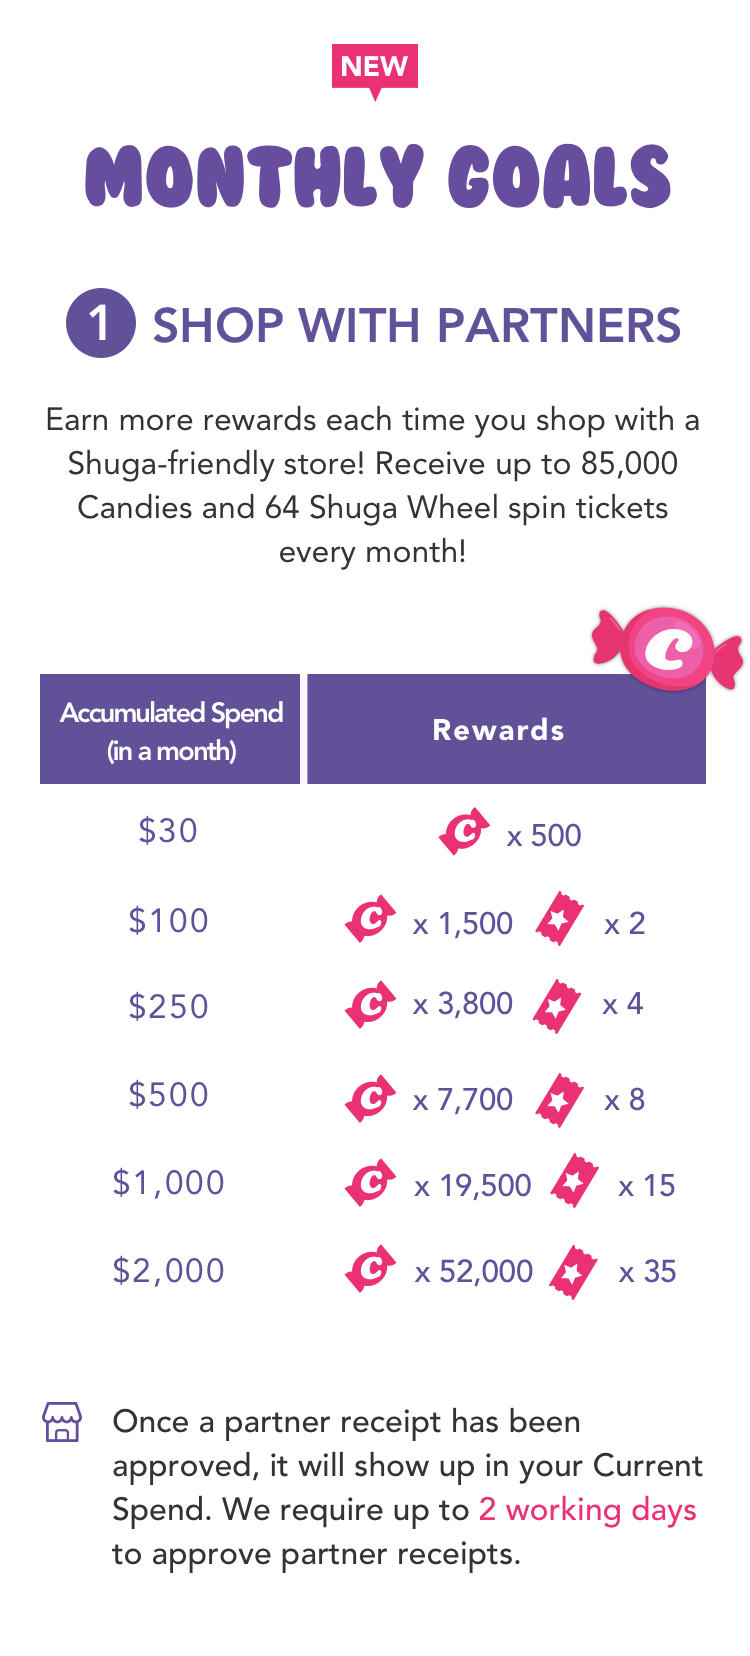 NEW
MONTHLY GOALS
1 SHOP WITH PARTNERS
Earn more rewards each time you shop with a
Shuga-friendly store! Receive up to 85,000
Candies and 64 Shuga Wheel spin tickets
every month!
C
Accumulated Spend
(in a month)
Rewards
$30 C x 500
$100 C x 1,500 x 2
$250 C x 3,800 x 4
$500 C x 7,700 x 8
$1,000 C x 19,500 x 15
$2,000 C x 52,000 x 35
Once a partner receipt has been
approved, it will show up in your Current
Spend. We require up to 2 working days
to approve partner receipts.